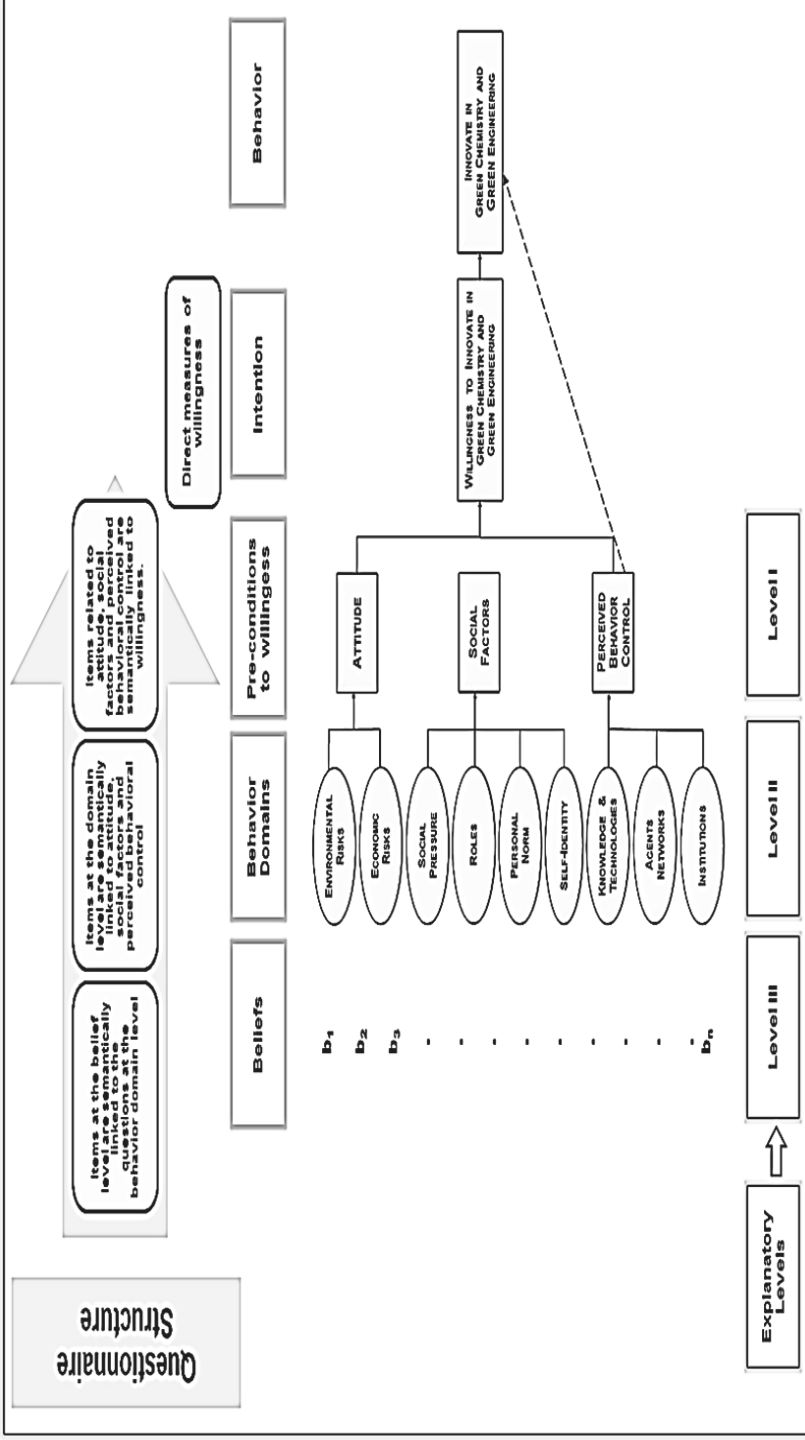 Questionnaire
Structure
Items at the belief
level are semantically
linked to the
questions at the
behavior domain level
Items at the domain
level are semantically
linked to attitude,
social factors and
perceived behavioral
control
Items related to
attitude, social
factors and perceived
behavioral control are
semantically linked to
willingness.
Direct measures of
willingness
Beliefs
Behavior
Domains
Pre-conditions
to willingess
Intention
Behavior
b1
b2
b3
-
-
-
-
-
-
-
-
-
bn
ENVIRONMENTAL
RISKS
ECONOMIC
RISKS
SOCIAL
PRESSURE
ROLES
PERSONAL
NORM
SELF-IDENTITY
KNOWLEDGE &
TECHNOLOGIES
AGENTS
NETWORKS
INSTITUTIONS
ATTITUDE
SOCIAL
FACTORS
PERCEIVED
BEHAVIOR
CONTROL
WILLINGNESS TO INNOVATE IN
GREEN CHEMISTRY AND
GREEN ENGINEERING
INNOVATE IN
GREEN CHEMISTRY AND
GREEN ENGINEERING
Explanatory
Levels
Level III
Level II
Level I